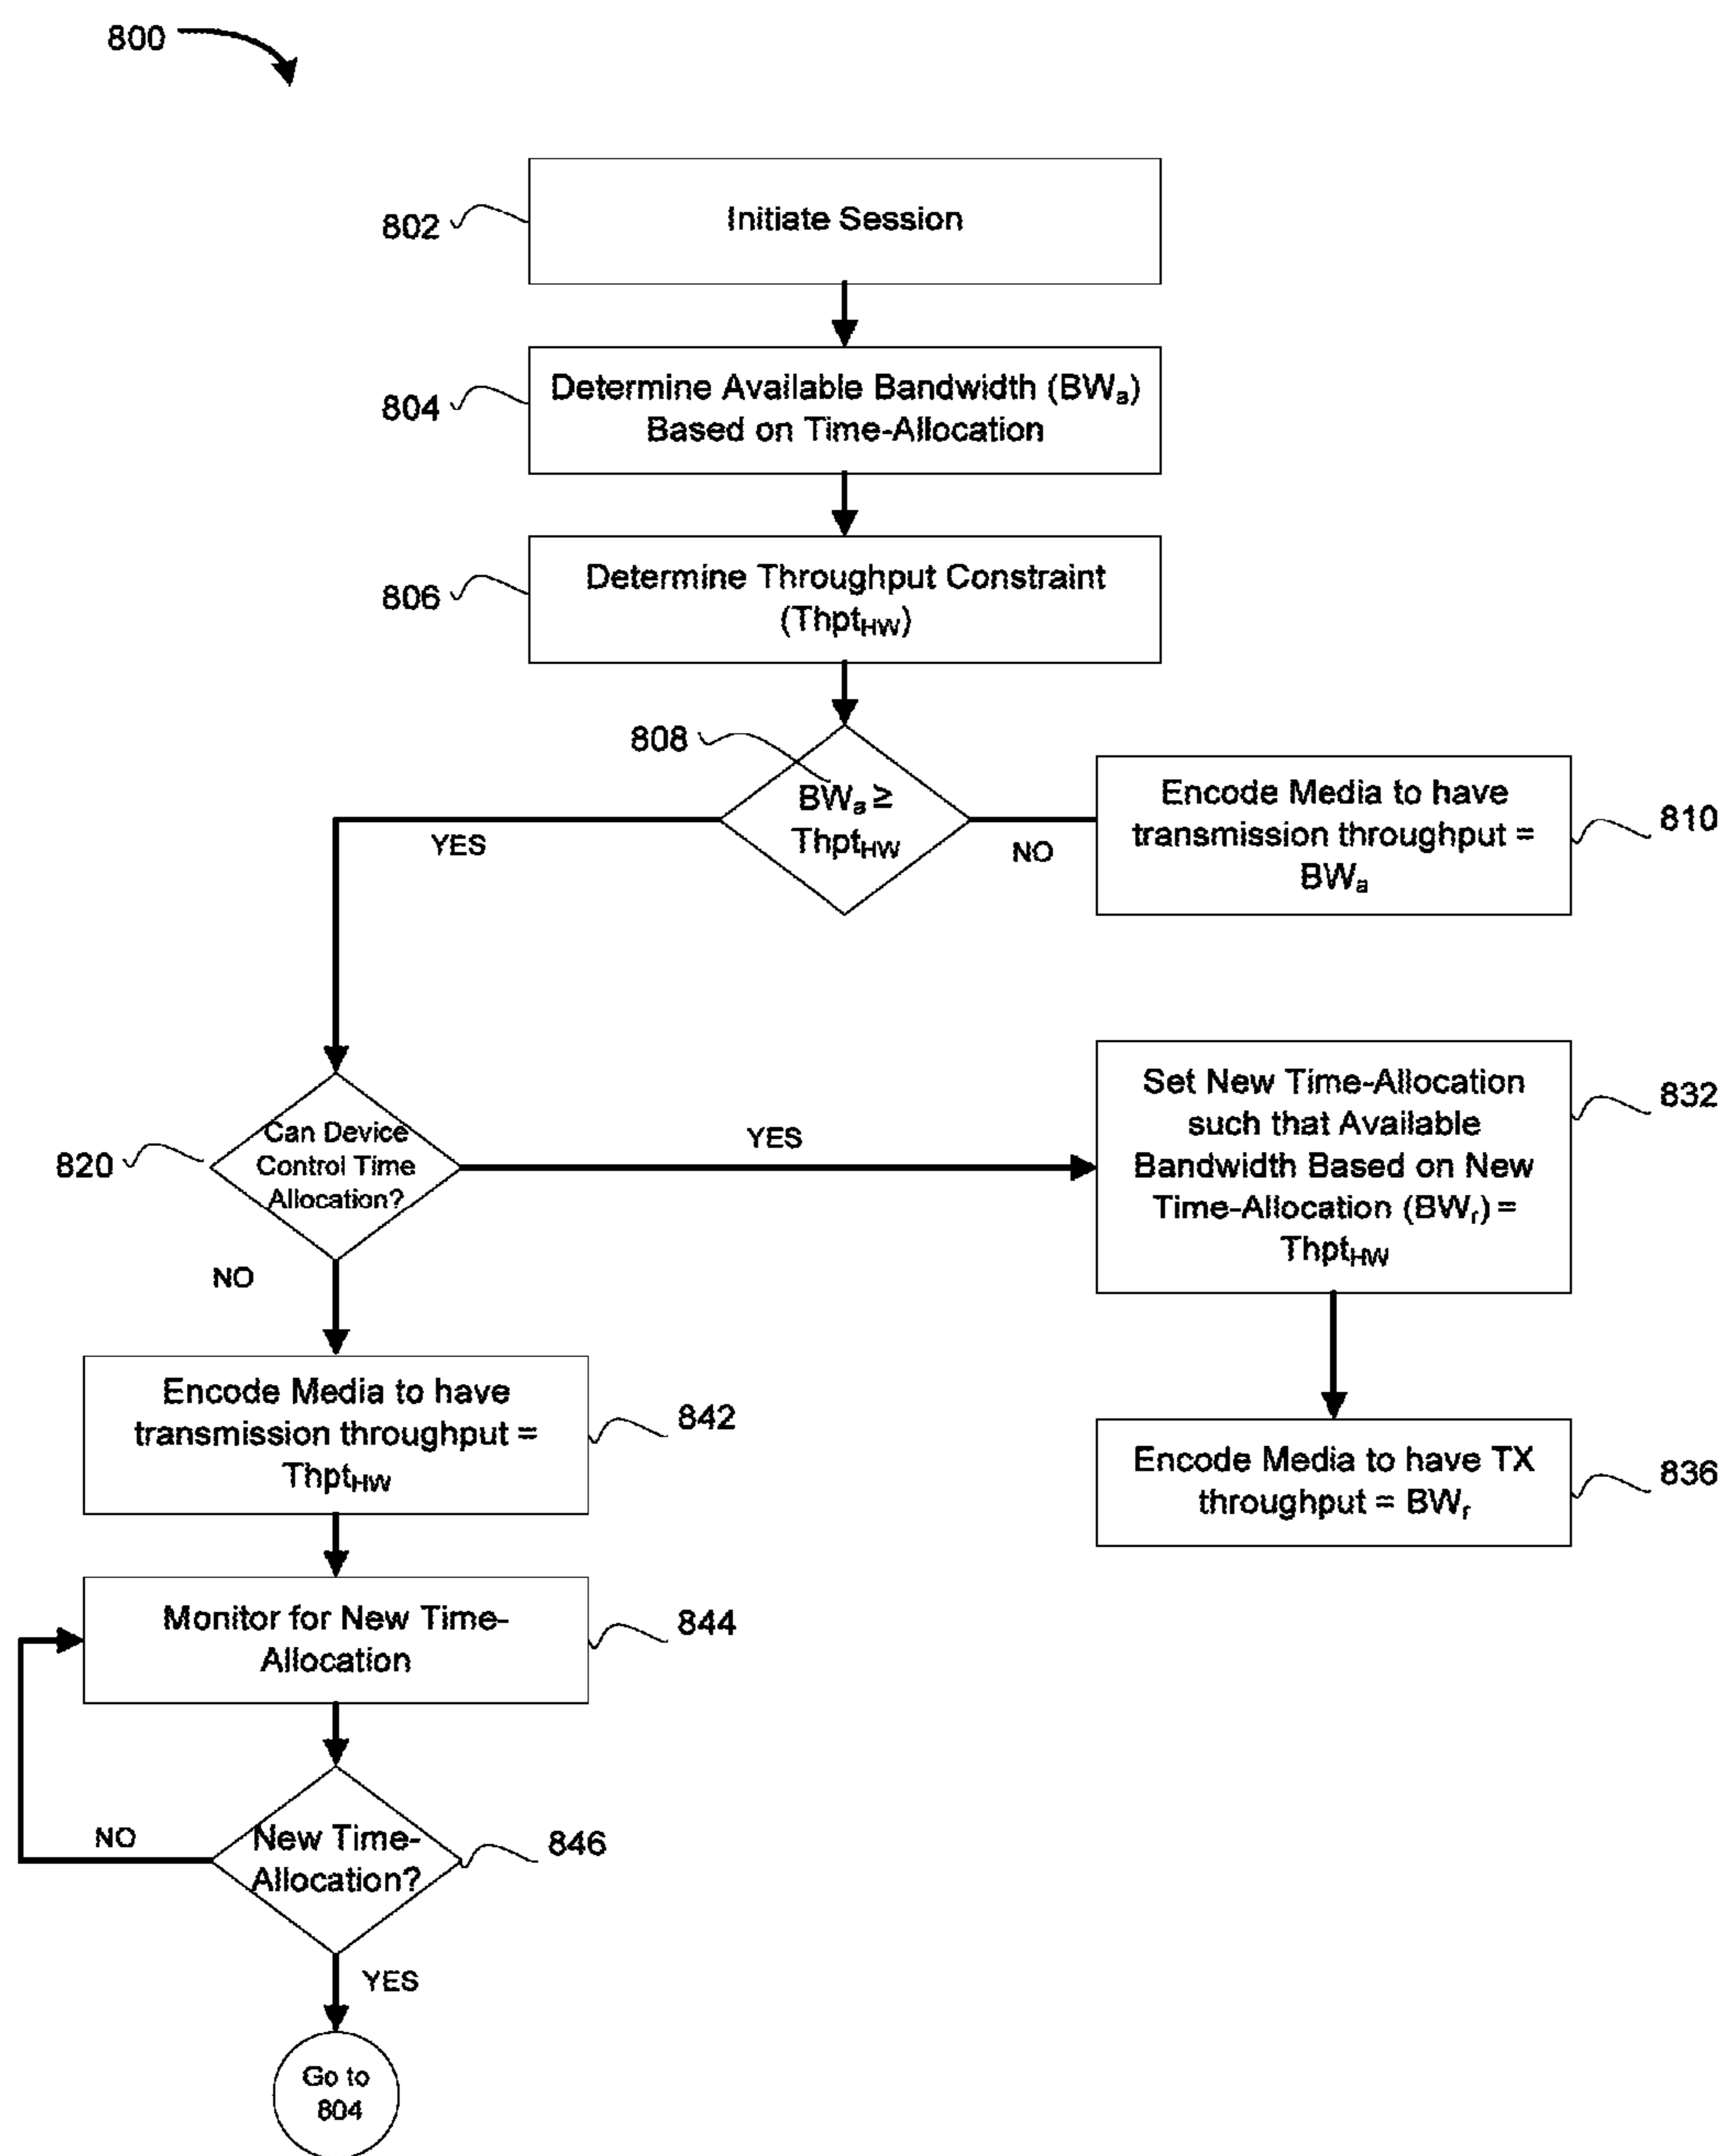 800
802
Initiate Session
804
Determine Available Bandwidth (BWa)
Based on Time-Allocation
806
Determine Throughput Constraint
(ThptHW)
808
BWa ≥
ThptHW
YES
NO
Encode Media to have
transmission throughput =
BWa
810
820
Can Device
Control Time
Allocation?
YES
NO
Set New Time-Allocation
such that Available
Bandwidth Based on New
Time-Allocation (BWr) =
ThptHW
832
Encode Media to have TX
throughput = BWr
836
Encode Media to have
transmission throughput =
ThptHW
842
Monitor for New Time-
Allocation
844
New Time-
Allocation?
846
NO
YES
Go to
804